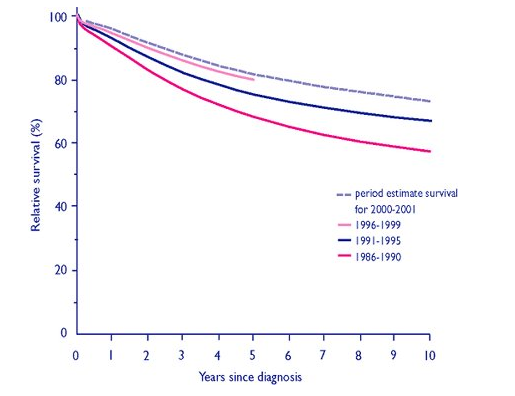 100
80
60
40
20
0
Relative survival (%)
period estimate survival
for 2000-2001
1996-1999
1991-1995
1986-1990
0 1 2 3 4 5 6 7 8 9 10
Years since diagnosis